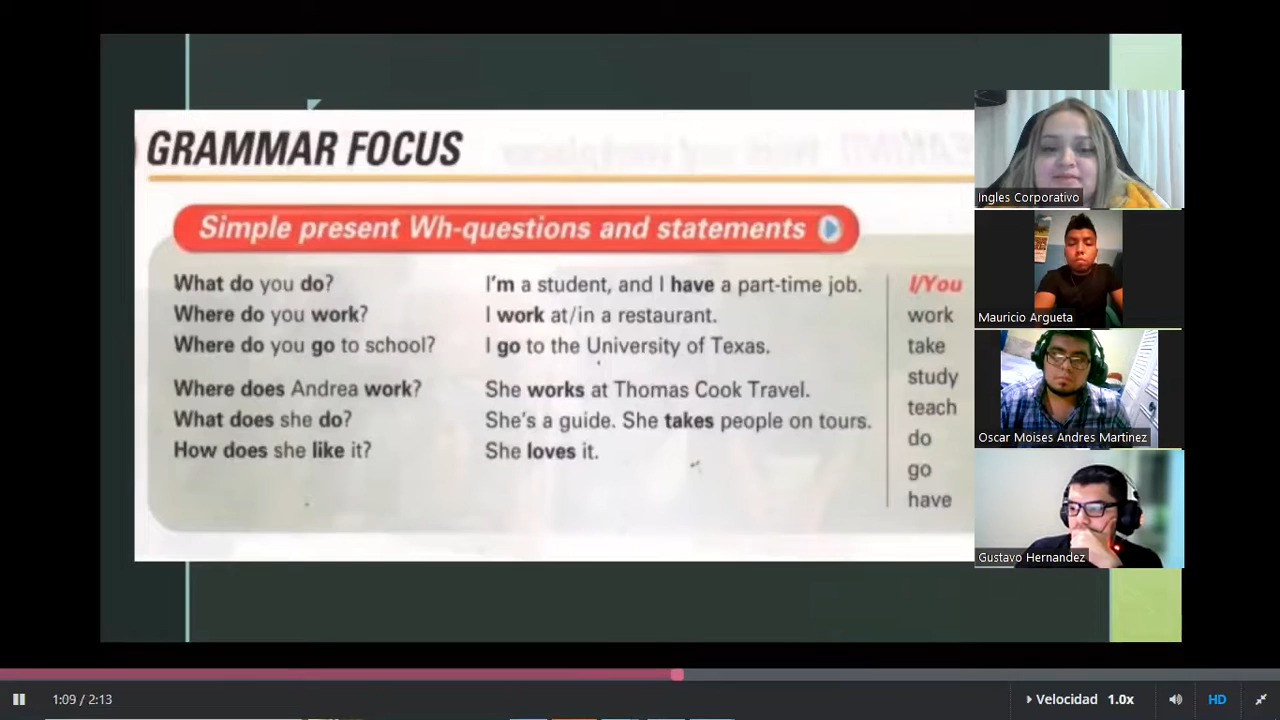 GRAMMAR FOCUS
Simple present Wh-questions and statements
What do you do?
Where do you work?
Where do you go to school?
Where does Andrea work?
What does she do?
How does she like it?
I'm a student, and I have a part-time job.
I work at/in a restaurant.
I go to the University of Texas.
She works at Thomas Cook Travel.
She's a guide. She takes people on tours.
She loves it.
I/You
work
take
study
teach
do
go
have
Ingles Corporativo
Mauricio Argueta
Oscar Moises Andres Martinez
Gustavo Hernandez
1:09 / 2:13
Velocidad 1.0x
HD